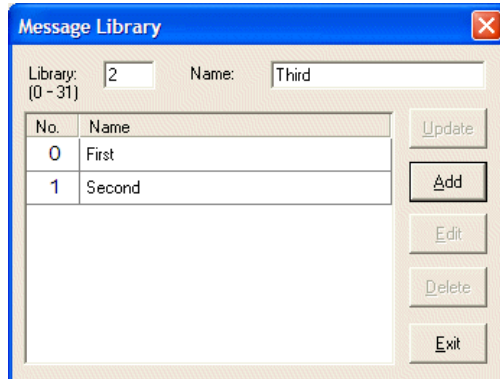 Message Library
Library: 2 Name: Third
(0 - 31)
No. Name
0 First
1 Second
Update
Add
Edit
Delete
Exit